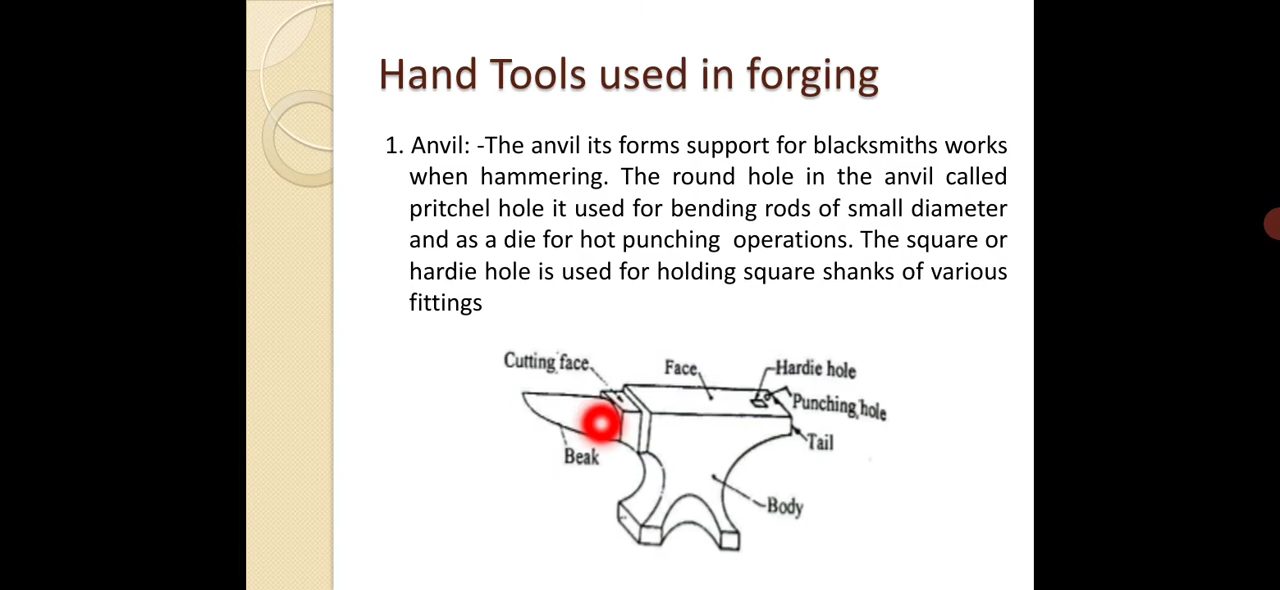 Hand Tools used in forging
1. Anvil: -The anvil its forms support for blacksmiths works
when hammering. The round hole in the anvil called
pritchel hole it used for bending rods of small diameter
and as a die for hot punching operations. The square or
hardie hole is used for holding square shanks of various
fittings
Cutting face
Face
Hardie hole
Punching hole
Tail
Beak
Body